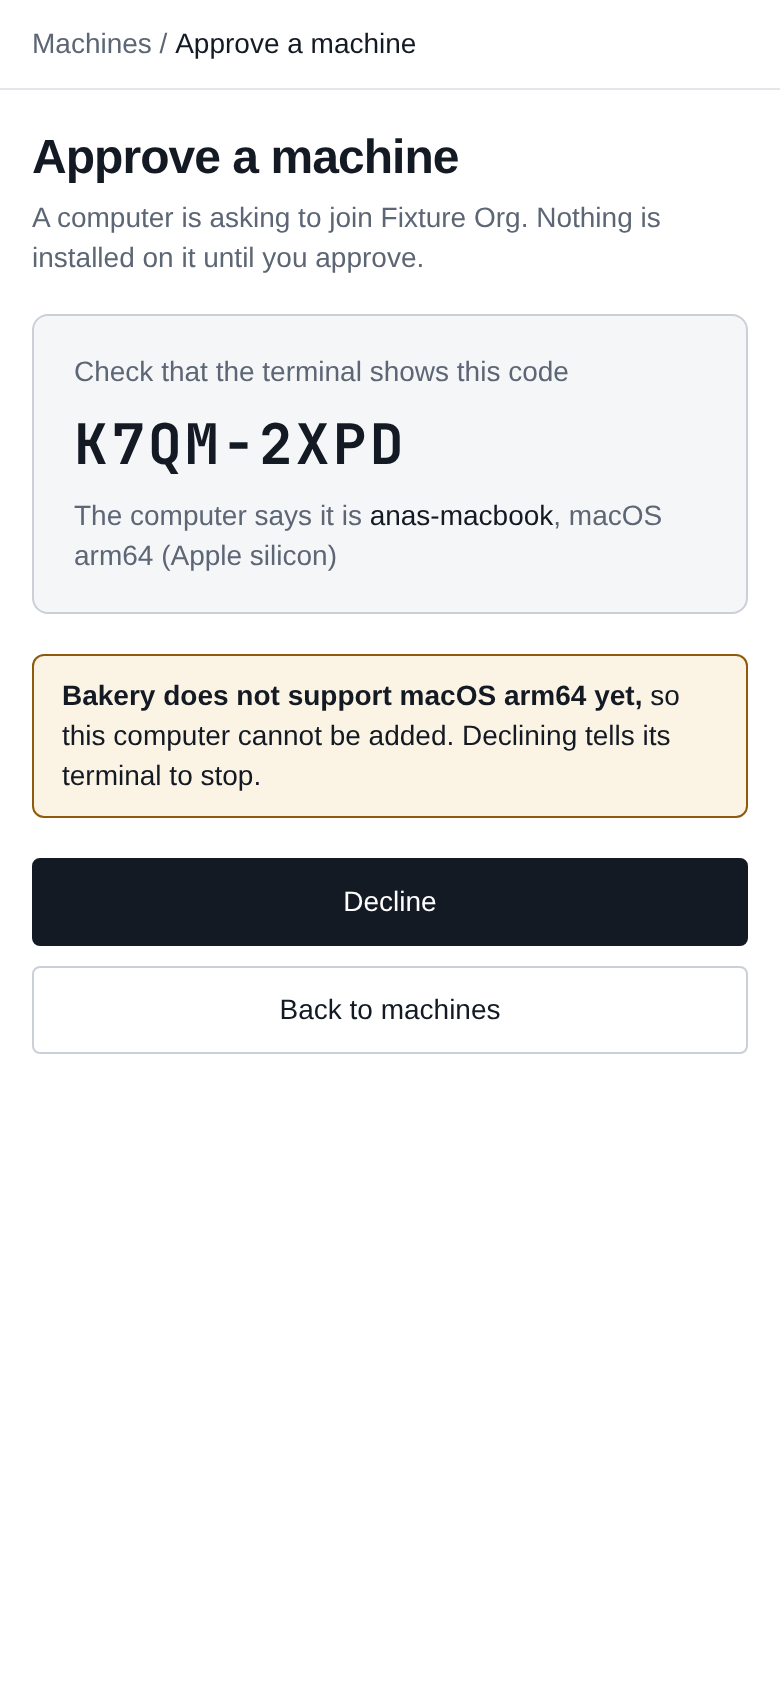 Machines / Approve a machine
Approve a machine
A computer is asking to join Fixture Org. Nothing is
installed on it until you approve.
Check that the terminal shows this code
K7QM-2XPD
The computer says it is anas-macbook, macOS
arm64 (Apple silicon)
Bakery does not support macOS arm64 yet, so
this computer cannot be added. Declining tells its
terminal to stop.
Decline
Back to machines